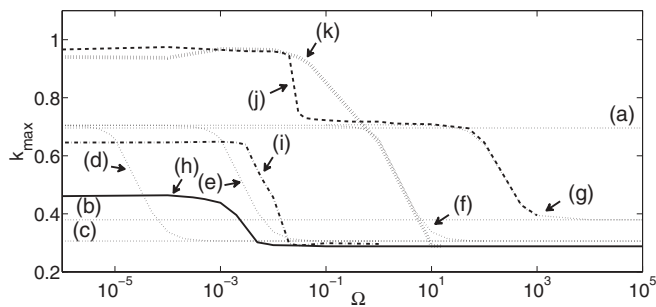 1
0.8
0.6
0.4
0.2
k_max
(k)
(j)
(a)
(i)
(d)
(h)
(e)
(b)
(f)
(g)
(c)
10^-5
10^-3
10^-1
10^1
10^3
10^5
Ω